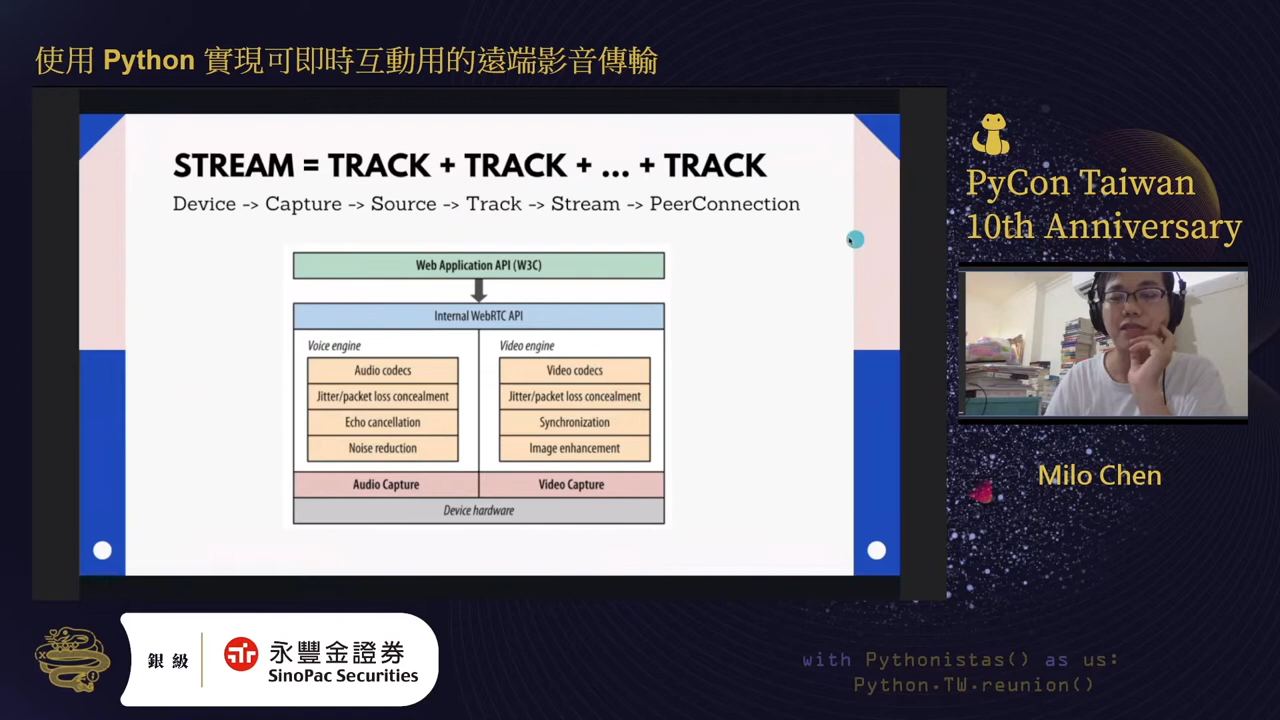 使用 Python 實現可即時互動用的遠端影音傳輸
STREAM = TRACK + TRACK + ... + TRACK
Device -> Capture -> Source -> Track -> Stream -> PeerConnection
Web Application API (W3C)
Internal WebRTC API
Voice engine
Audio codecs
Jitter/packet loss concealment
Echo cancellation
Noise reduction
Video engine
Video codecs
Jitter/packet loss concealment
Synchronization
Image enhancement
Audio Capture
Video Capture
Device hardware
PyCon Taiwan
10th Anniversary
Milo Chen
銀級
永豐金證券
SinoPac Securities
with Pythonistas() as us:
Python.TW.reunion()